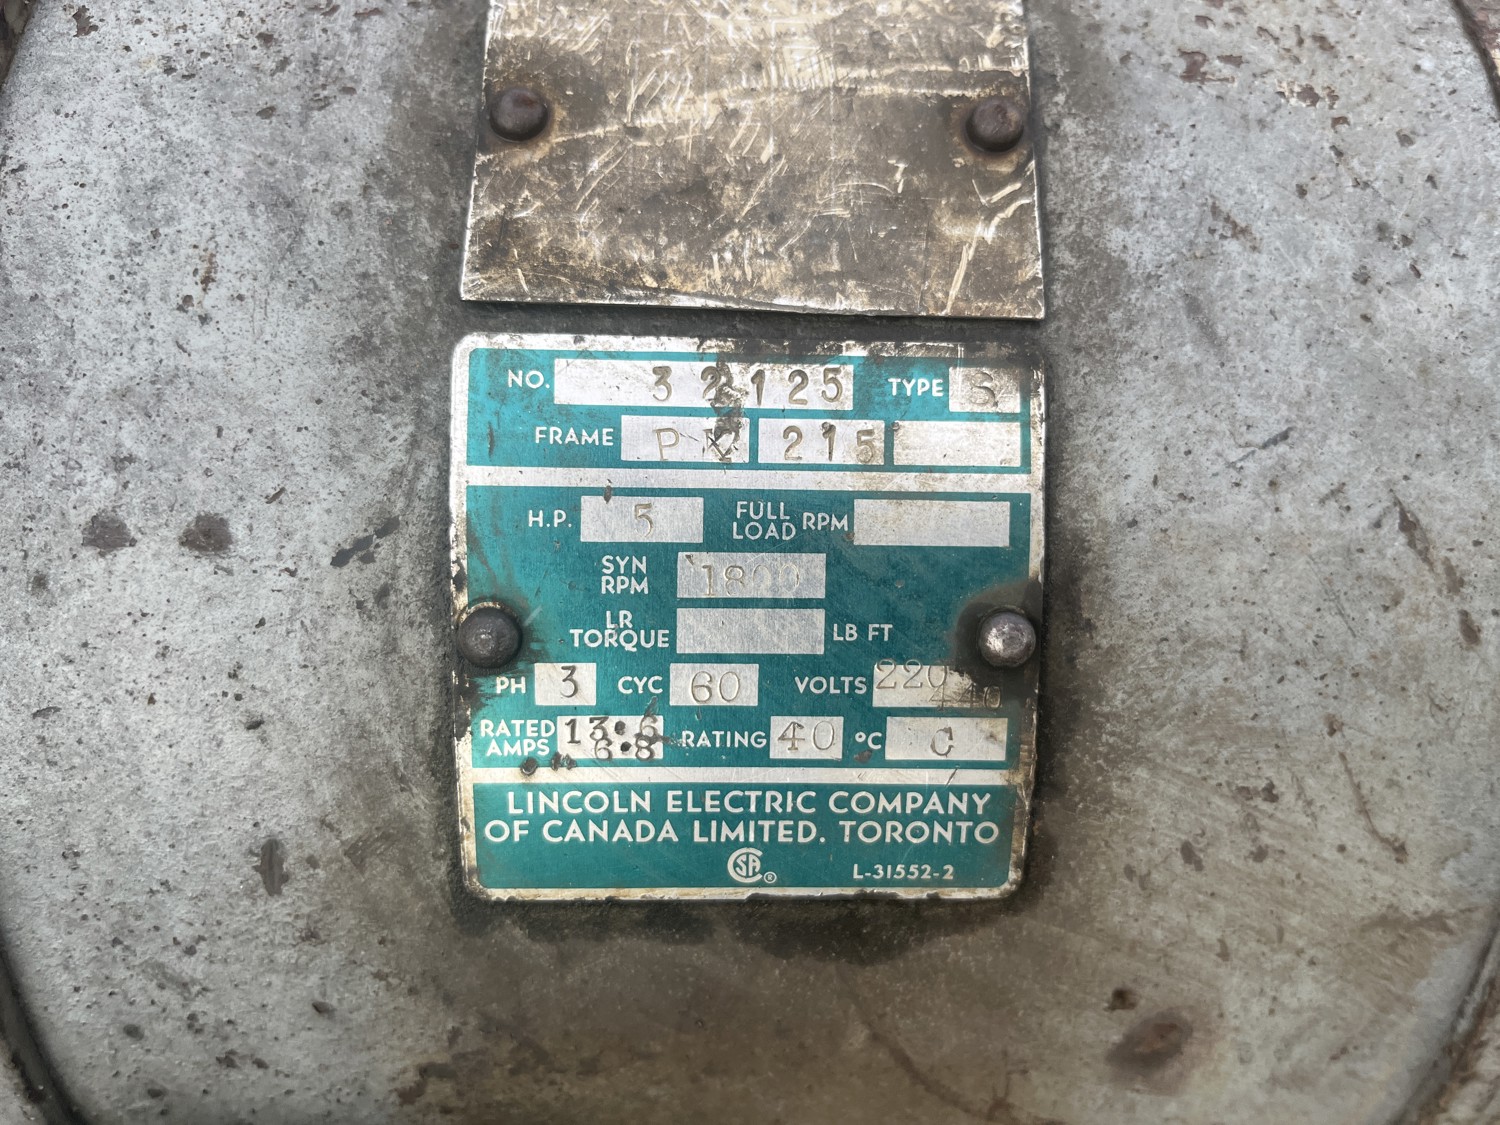 NO. 32125 TYPE S
FRAME P 215
H.P. 5 FULL LOAD RPM
SYN RPM 1800
LR TORQUE LB FT
PH 3 CYC 60 VOLTS 220 440
RATED AMPS 13.6 6.8 RATING 40 °C C
LINCOLN ELECTRIC COMPANY
OF CANADA LIMITED. TORONTO
CSA ® L-31552-2